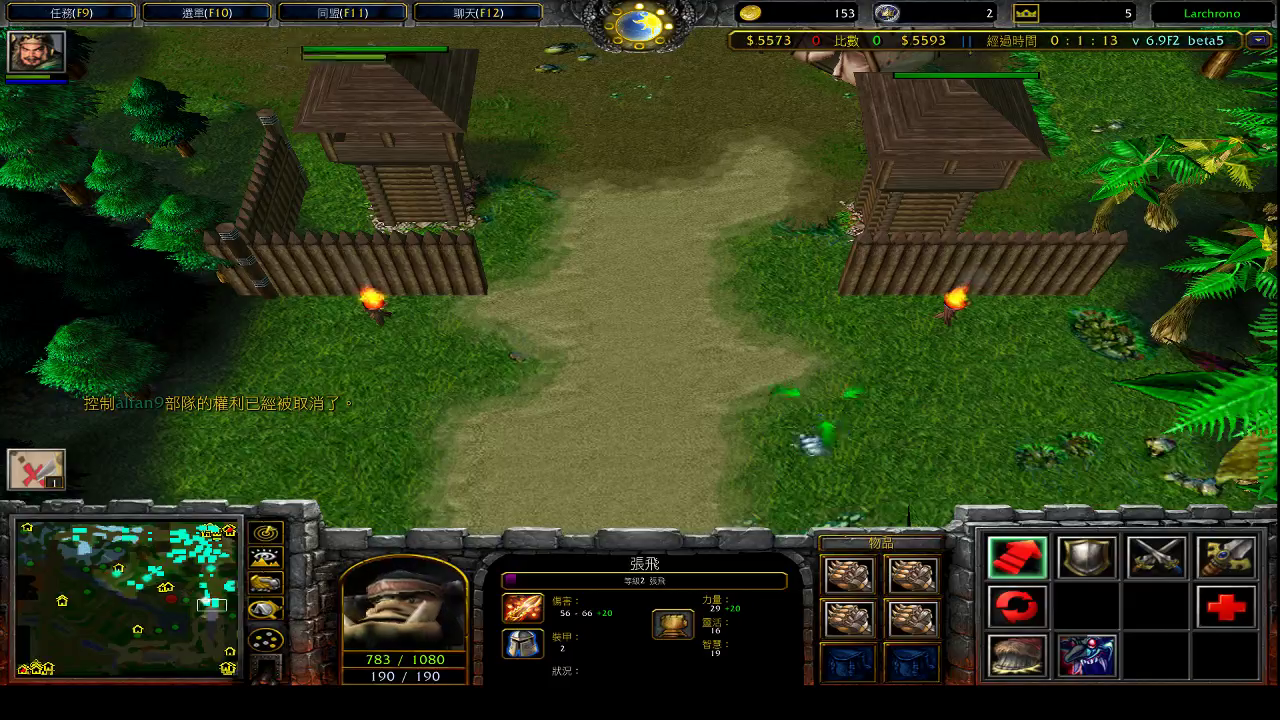 任務(F9) 選單(F10) 同盟(F11) 聊天(F12) 153 2 5 Larchrono
$5573 0 比數 0 $5593 || 經過時間 0 : 1 : 13 v 6.9F2 beta5
控制alfan9部隊的權利已經被取消了。
1
張飛
等級2 張飛
傷害：
56 - 66 +20
裝甲：
2
狀況：
力量：
29 +20
靈活：
16
智慧：
19
783 / 1080
190 / 190
物品